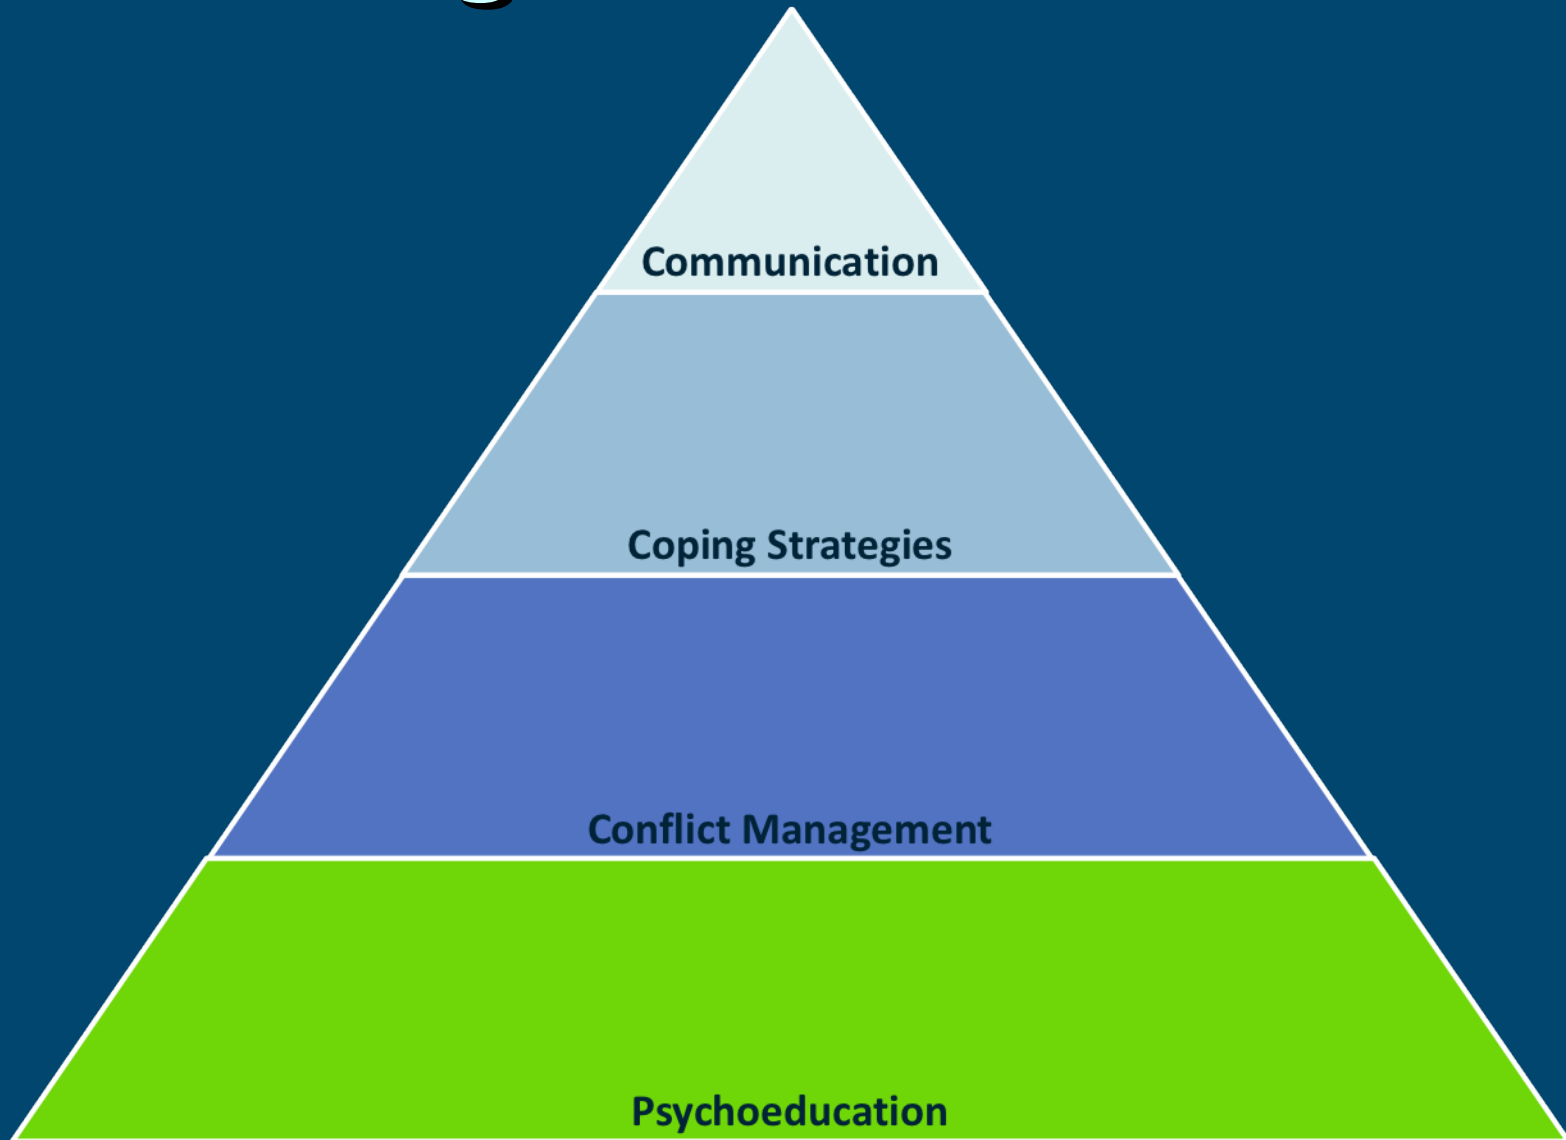 Communication
Coping Strategies
Conflict Management
Psychoeducation